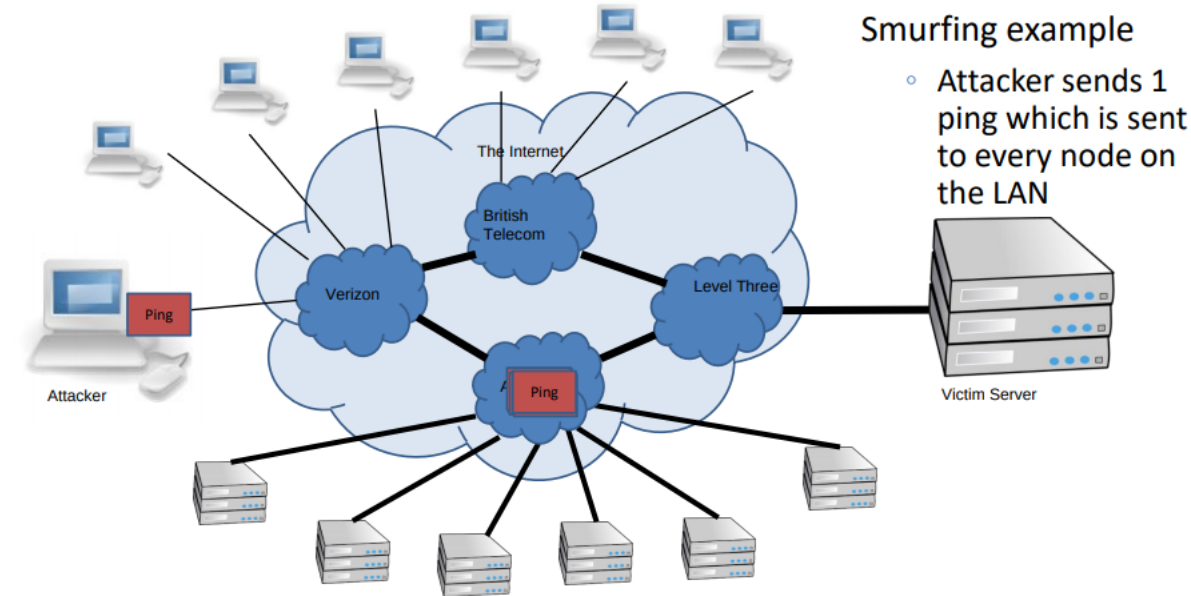 Smurfing example
Attacker sends 1
ping which is sent
to every node on
the LAN
The Internet
British
Telecom
Verizon
Level Three
Ping
Attacker
Ping
Victim Server